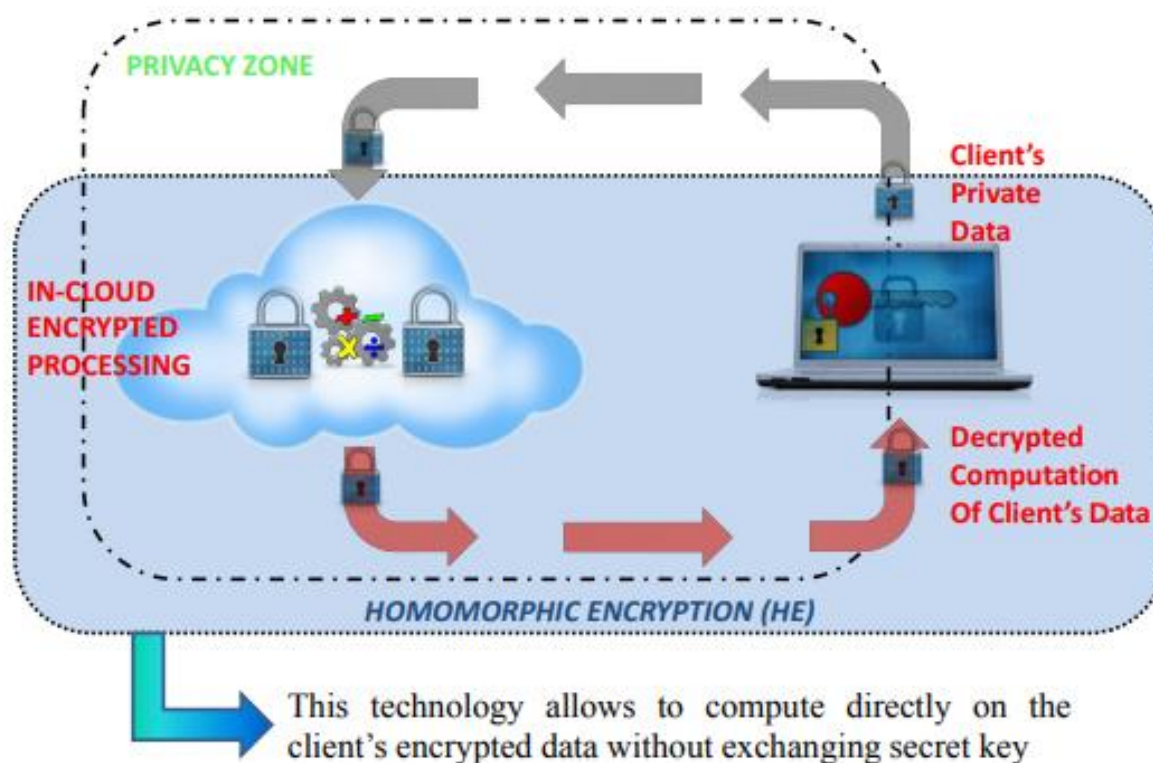 PRIVACY ZONE
Client's
Private
Data
IN-CLOUD
ENCRYPTED
PROCESSING
+ -
x ÷
Decrypted
Computation
Of Client's Data
HOMOMORPHIC ENCRYPTION (HE)
This technology allows to compute directly on the
client's encrypted data without exchanging secret key